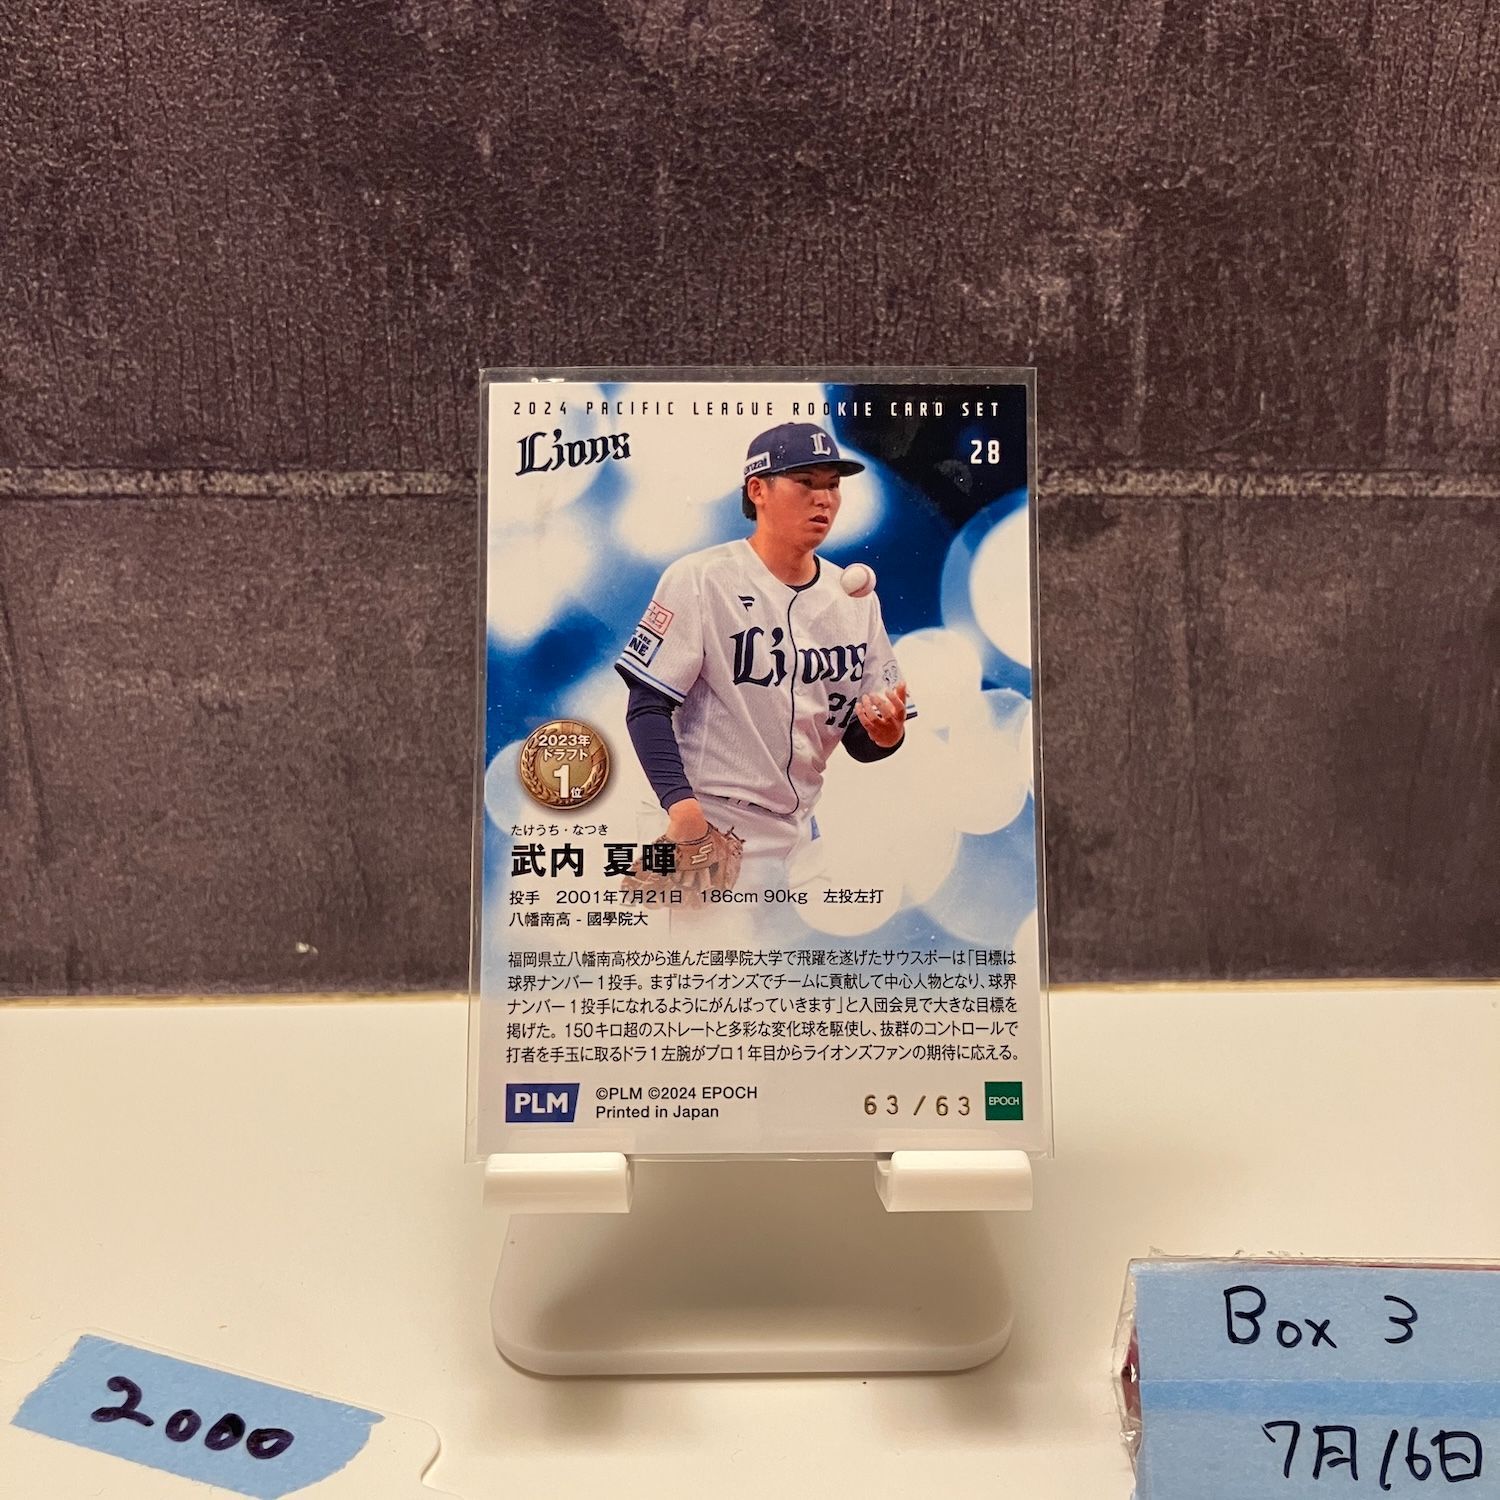 2024 PACIFIC LEAGUE ROOKIE CARD SET
Lions
28
L
anzai
Lions
21
2023年
ドラフト
1位
たけうち・なつき
武内 夏暉
投手 2001年7月21日 186cm 90kg 左投左打
八幡南高 - 國學院大
福岡県立八幡南高校から進んだ國學院大学で飛躍を遂げたサウスポーは「目標は
球界ナンバー1投手。まずはライオンズでチームに貢献して中心人物となり、球界
ナンバー1投手になれるようにがんばっていきます」と入団会見で大きな目標を
掲げた。150キロ超のストレートと多彩な変化球を駆使し、抜群のコントロールで
打者を手玉に取るドラ1左腕がプロ1年目からライオンズファンの期待に応える。
PLM
©PLM ©2024 EPOCH
Printed in Japan
63/63
EPOCH
2000
Box 3
7月16日